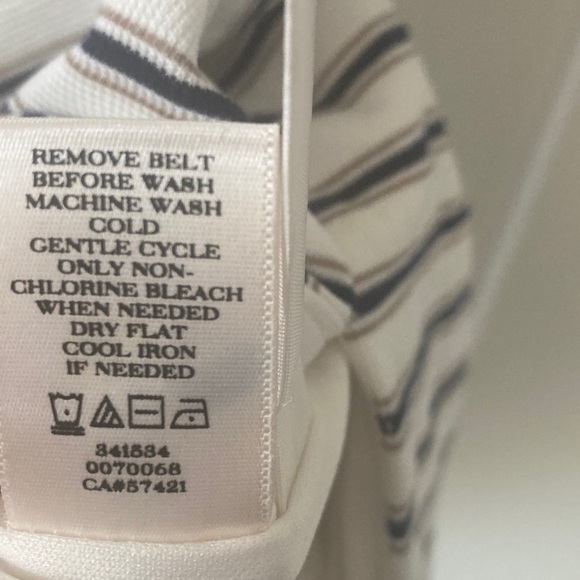 REMOVE BELT
BEFORE WASH
MACHINE WASH
COLD
GENTLE CYCLE
ONLY NON-
CHLORINE BLEACH
WHEN NEEDED
DRY FLAT
COOL IRON
IF NEEDED
341534
0070068
CA#57421